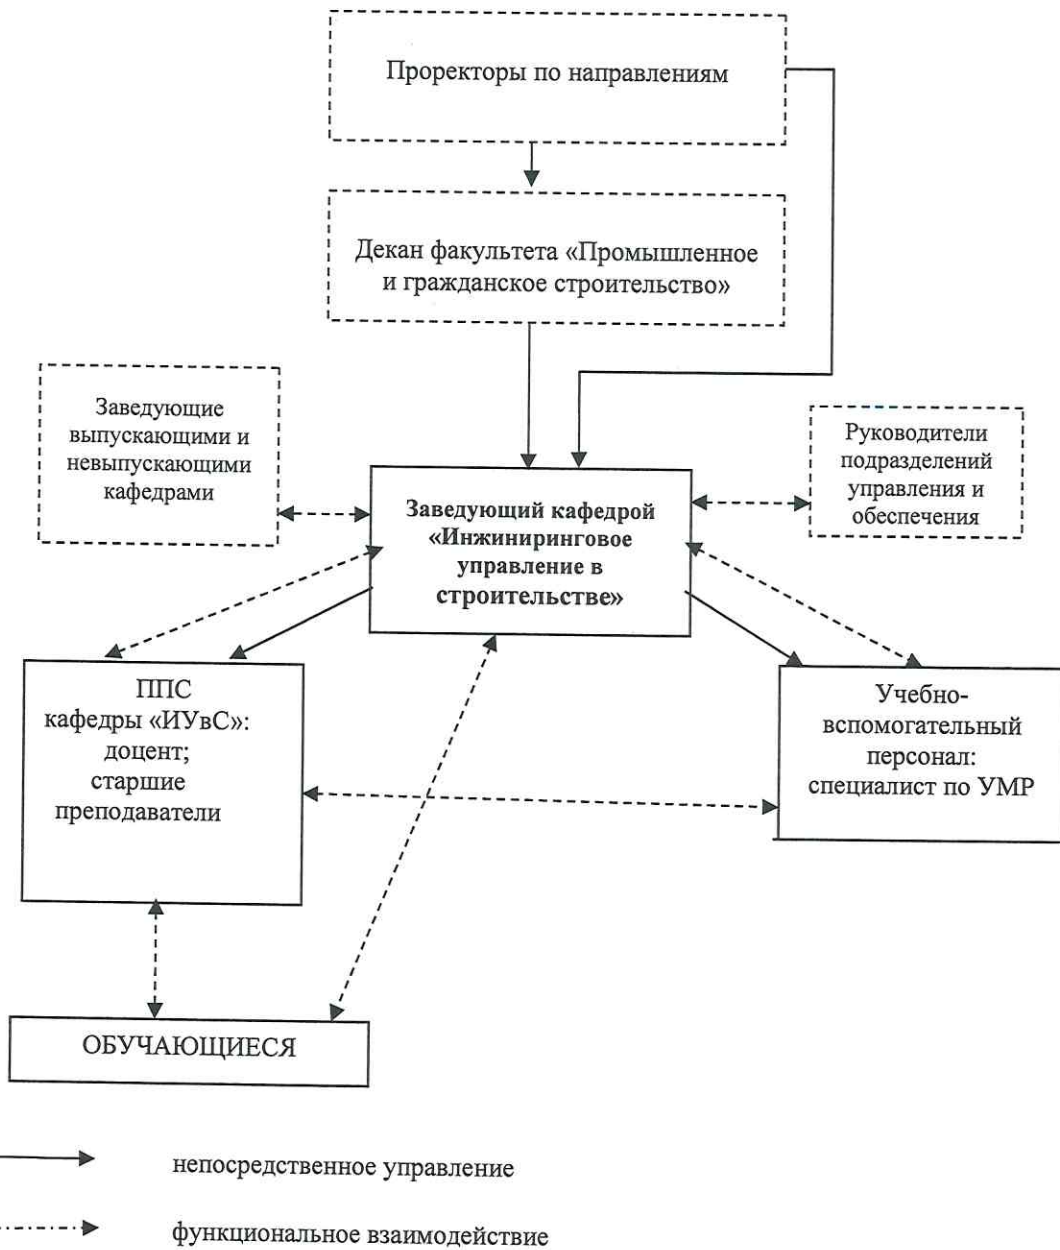 Проректоры по направлениям
Декан факультета «Промышленное
и гражданское строительство»
Заведующие
выпускающими и
невыпускающими
кафедрами
Руководители
подразделений
управления и
обеспечения
Заведующий кафедрой
«Инжиниринговое
управление в
строительстве»
ППС
кафедры «ИУвС»:
доцент;
старшие
преподаватели
Учебно-
вспомогательный
персонал:
специалист по УМР
ОБУЧАЮЩИЕСЯ
непосредственное управление
функциональное взаимодействие